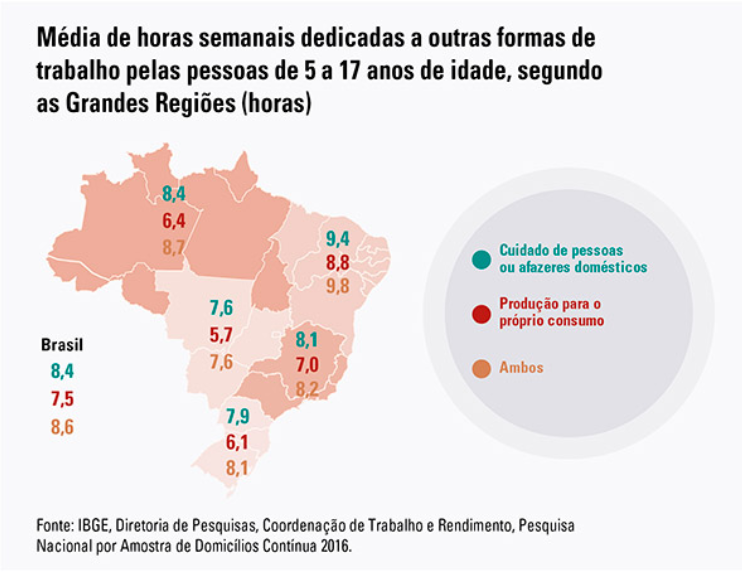 Média de horas semanais dedicadas a outras formas de
trabalho pelas pessoas de 5 a 17 anos de idade, segundo
as Grandes Regiões (horas)
8,4
6,4
8,7
9,4
8,8
9,8
7,6
5,7
7,6
8,1
7,0
8,2
7,9
6,1
8,1
Brasil
8,4
7,5
8,6
Cuidado de pessoas
ou afazeres domésticos
Produção para o
próprio consumo
Ambos
Fonte: IBGE, Diretoria de Pesquisas, Coordenação de Trabalho e Rendimento, Pesquisa
Nacional por Amostra de Domicílios Contínua 2016.